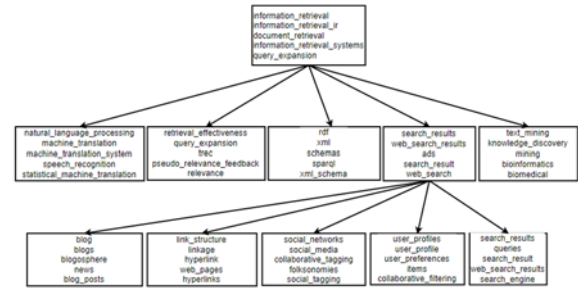 information_retrieval
information_retrieval_ir
document_retrieval
information_retrieval_systems
query_expansion
natural_language_processing
machine_translation
machine_translation_system
speech_recognition
statistical_machine_translation
retrieval_effectiveness
query_expansion
trec
pseudo_relevance_feedback
relevance
rdf
xml
schemas
sparql
xml_schema
search_results
web_search_results
ads
search_result
web_search
text_mining
knowledge_discovery
mining
bioinformatics
biomedical
blog
blogs
blogosphere
news
blog_posts
link_structure
linkage
hyperlink
web_pages
hyperlinks
social_networks
social_media
collaborative_tagging
folksonomies
social_tagging
user_profiles
user_profile
user_preferences
items
collaborative_filtering
search_results
queries
search_result
web_search_results
search_engine